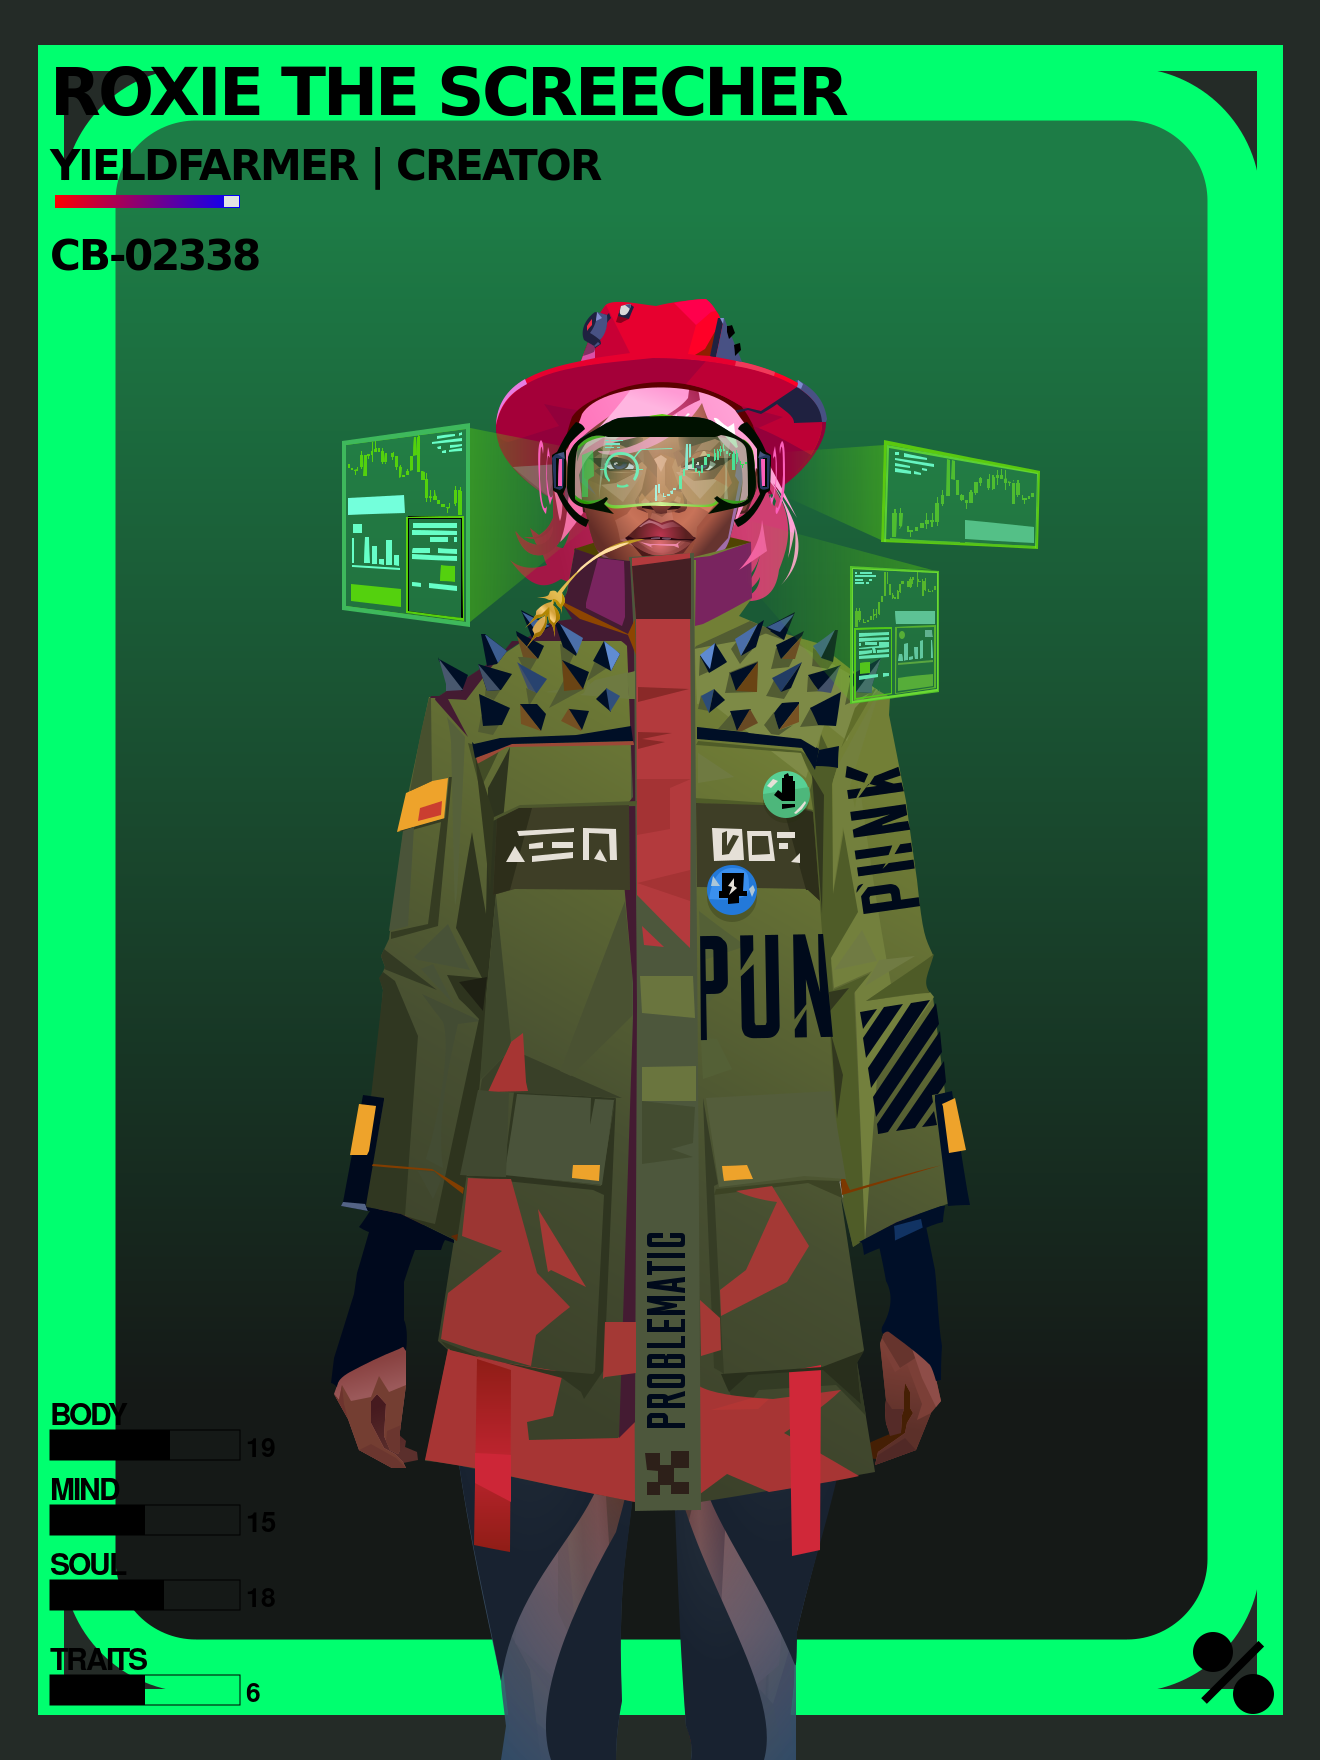 ROXIE THE SCREECHER
YIELDFARMER | CREATOR
CB-02338
PUNK
PUN
PROBLEMATIC
BODY
19
MIND
15
SOUL
18
TRAITS
6